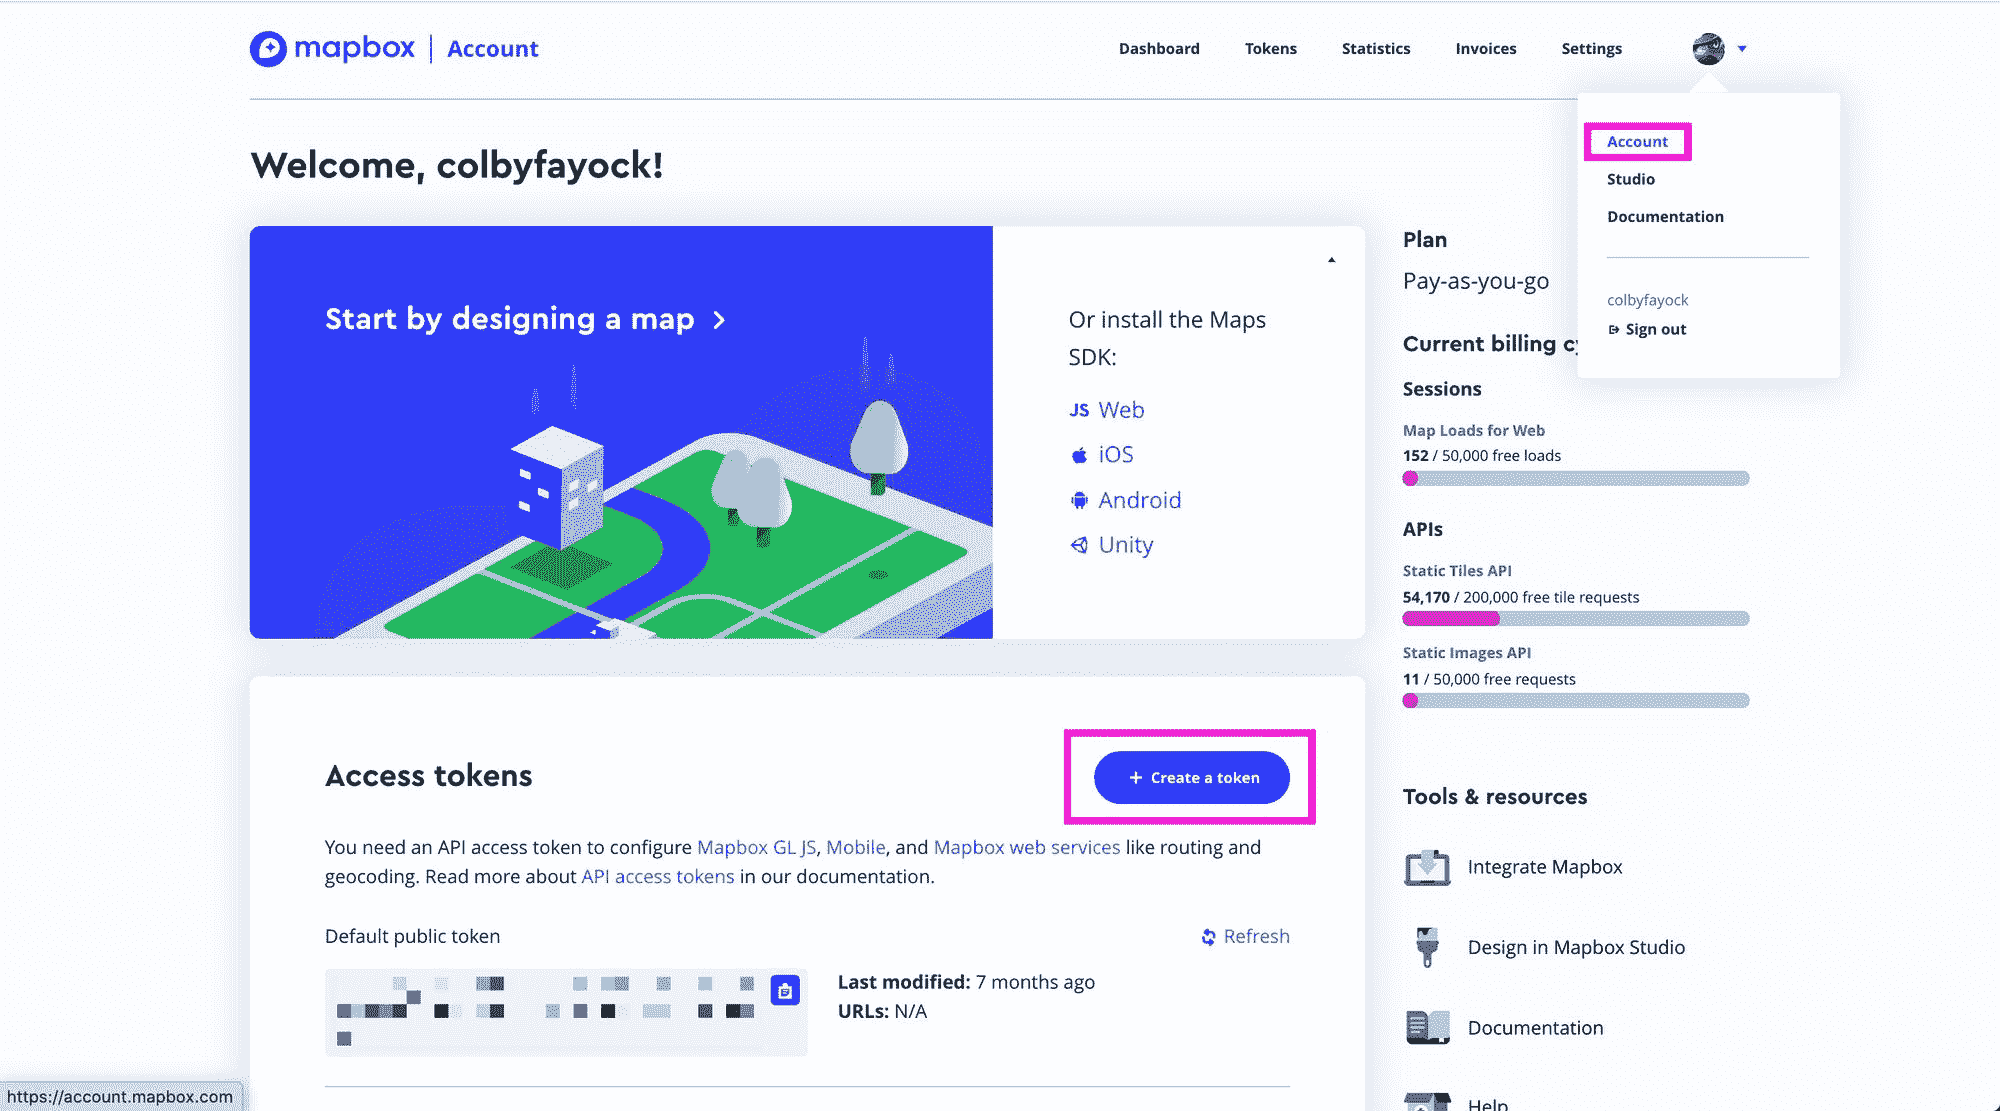 mapbox | Account
Dashboard
Tokens
Statistics
Invoices
Settings
Account
Studio
Documentation
colbyfayock
Sign out
Welcome, colbyfayock!
Start by designing a map
Or install the Maps
SDK:
JS Web
iOS
Android
Unity
Plan
Pay-as-you-go
Current billing
Sessions
Map Loads for Web
152 / 50,000 free loads
APIs
Static Tiles API
54,170 / 200,000 free tile requests
Static Images API
11 / 50,000 free requests
Access tokens
+ Create a token
You need an API access token to configure Mapbox GL JS, Mobile, and Mapbox web services like routing and
geocoding. Read more about API access tokens in our documentation.
Default public token
Refresh
Last modified: 7 months ago
URLs: N/A
Tools & resources
Integrate Mapbox
Design in Mapbox Studio
Documentation
Help
https://account.mapbox.com